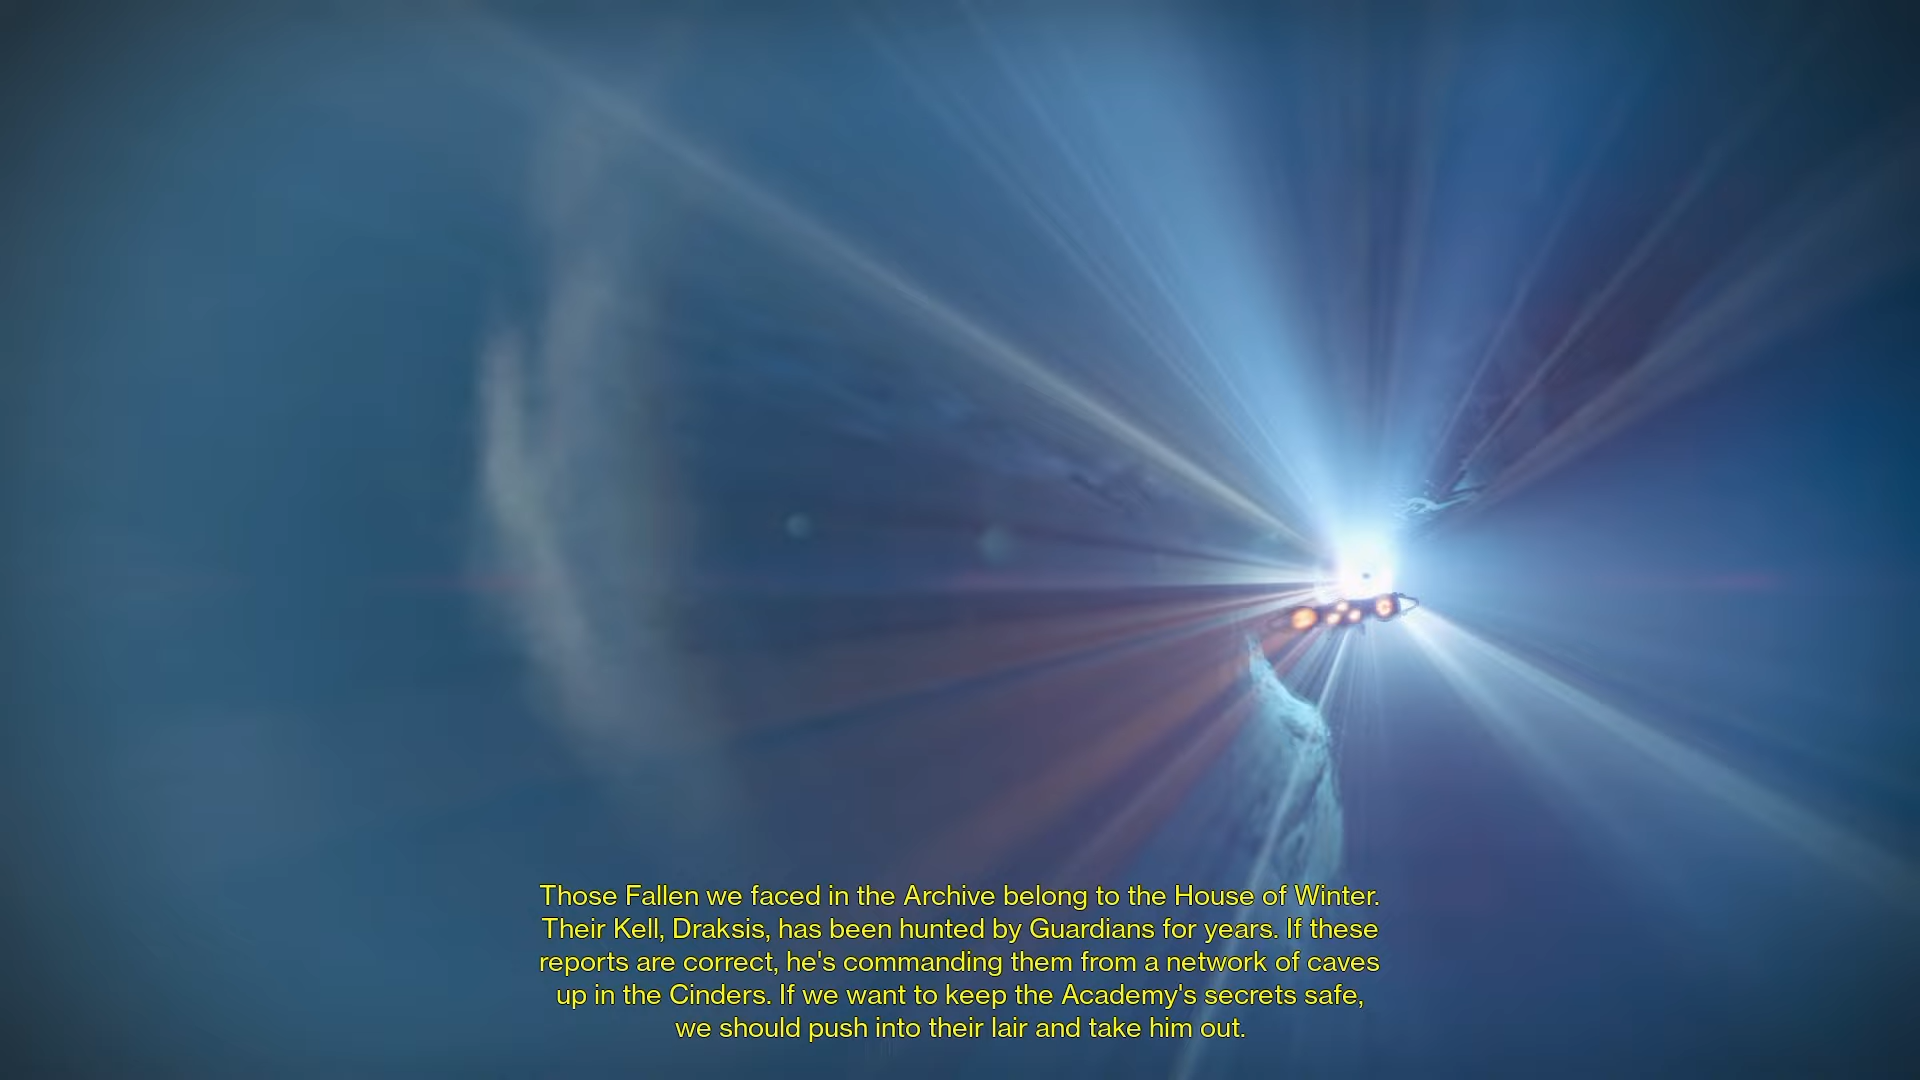 Those Fallen we faced in the Archive belong to the House of Winter.
Their Kell, Draksis, has been hunted by Guardians for years. If these
reports are correct, he's commanding them from a network of caves
up in the Cinders. If we want to keep the Academy's secrets safe,
we should push into their lair and take him out.